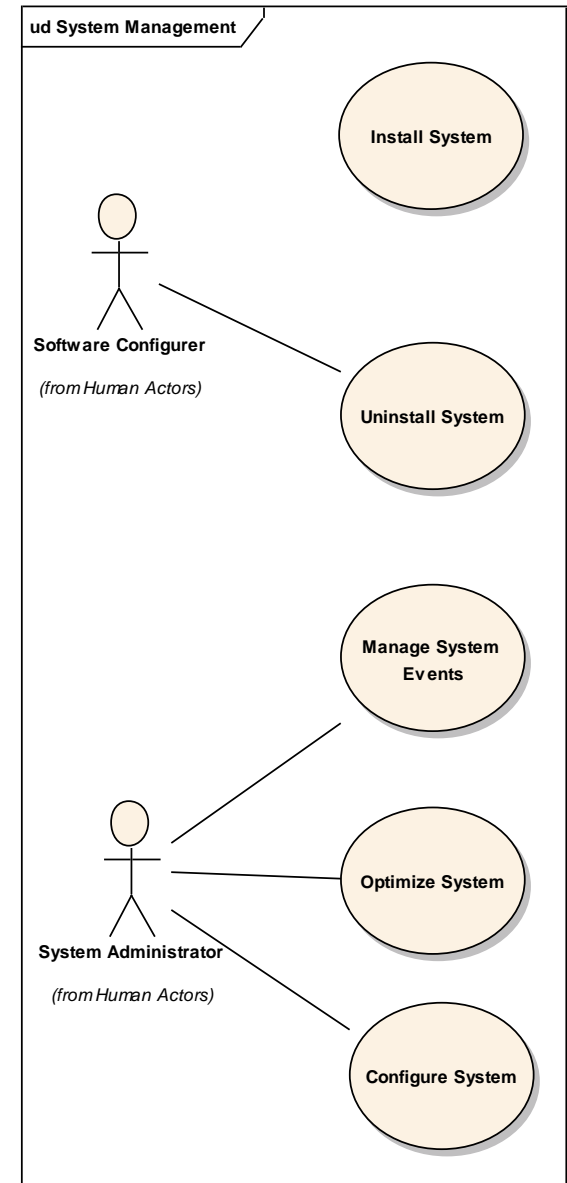 ud System Management
Install System
Software Configurer
(from Human Actors)
Uninstall System
Manage System
Events
Optimize System
System Administrator
(from Human Actors)
Configure System